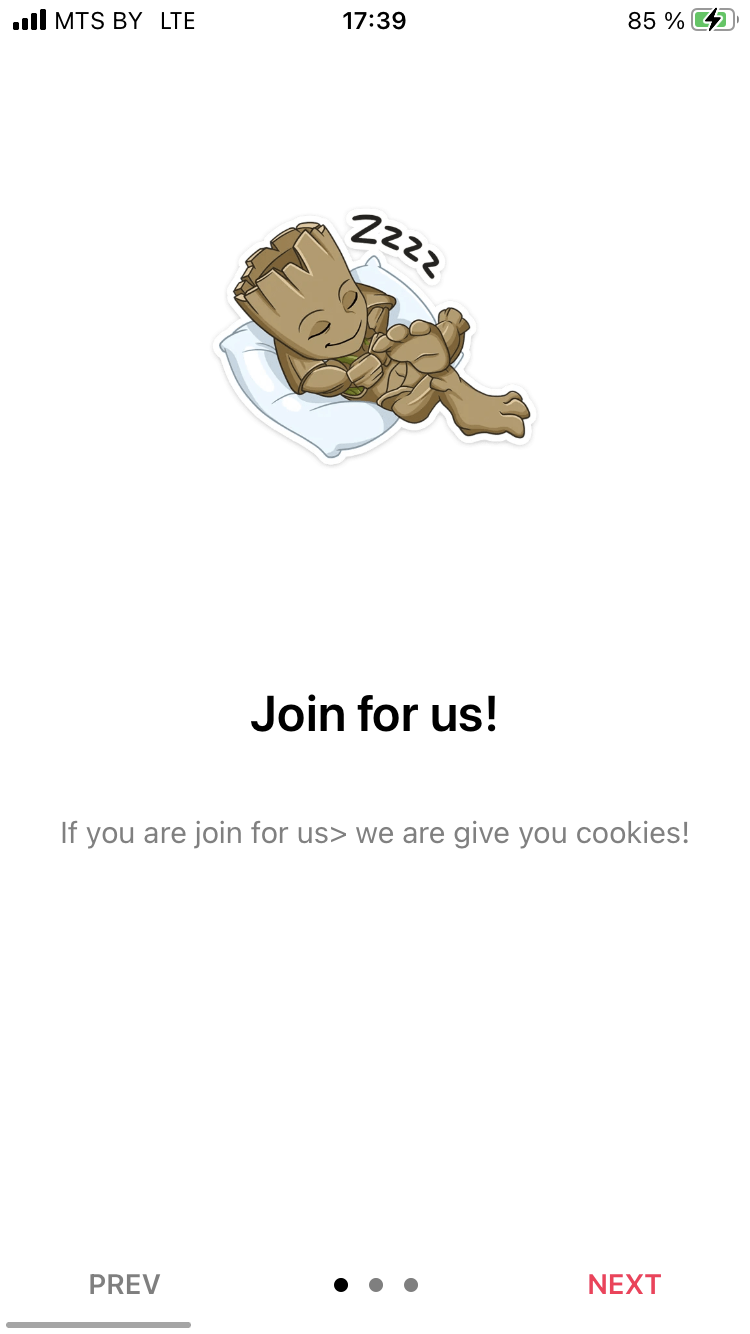 MTS BY LTE 17:39 85 %
Zzzz
Join for us!
If you are join for us> we are give you cookies!
PREV NEXT